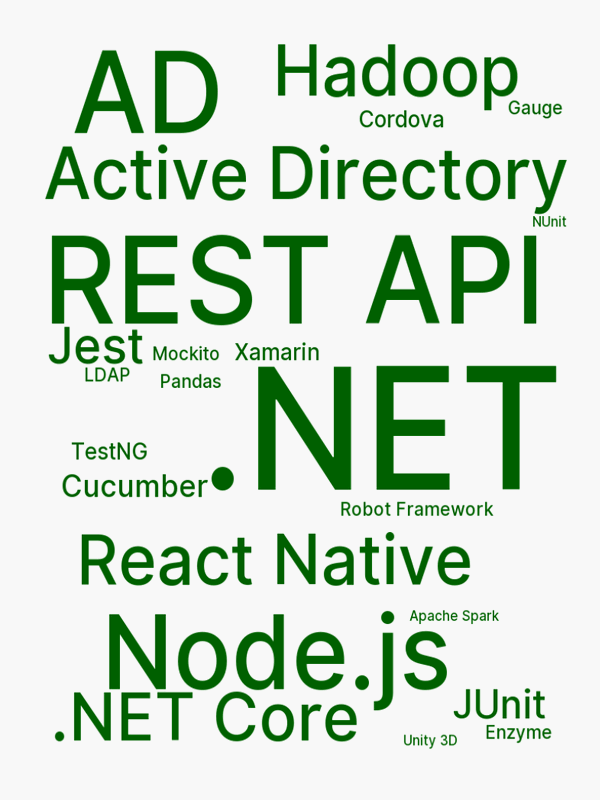 AD
Hadoop
Gauge
Cordova
Active Directory
NUnit
REST API
Jest
Mockito
Xamarin
LDAP
Pandas
.NET
TestNG
Cucumber
Robot Framework
React Native
Node.js
Apache Spark
.NET Core
JUnit
Enzyme
Unity 3D